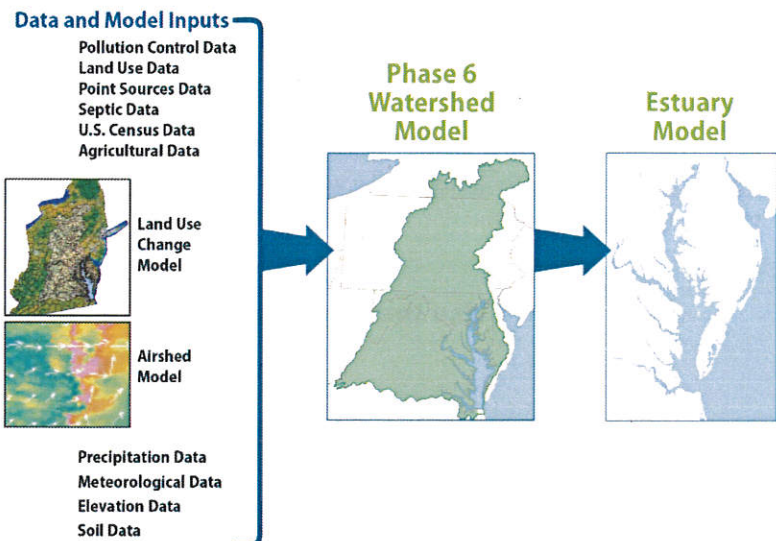 Data and Model Inputs
Pollution Control Data
Land Use Data
Point Sources Data
Septic Data
U.S. Census Data
Agricultural Data
Land Use
Change
Model
Airshed
Model
Precipitation Data
Meteorological Data
Elevation Data
Soil Data
Phase 6
Watershed
Model
Estuary
Model